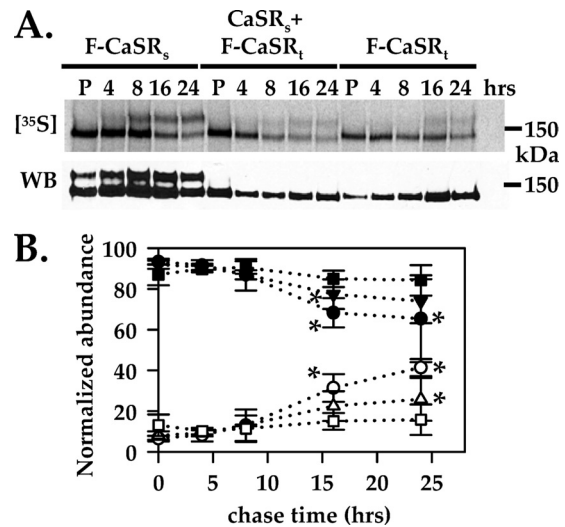 A.
F-CaSRs
CaSRs+
F-CaSRt
F-CaSRt
P 4 8 16 24 P 4 8 16 24 P 4 8 16 24 hrs
[³⁵S]
150
kDa
WB
150
B.
Normalized abundance
100
80
60
40
20
0
* * * * * *
0 5 10 15 20 25
chase time (hrs)